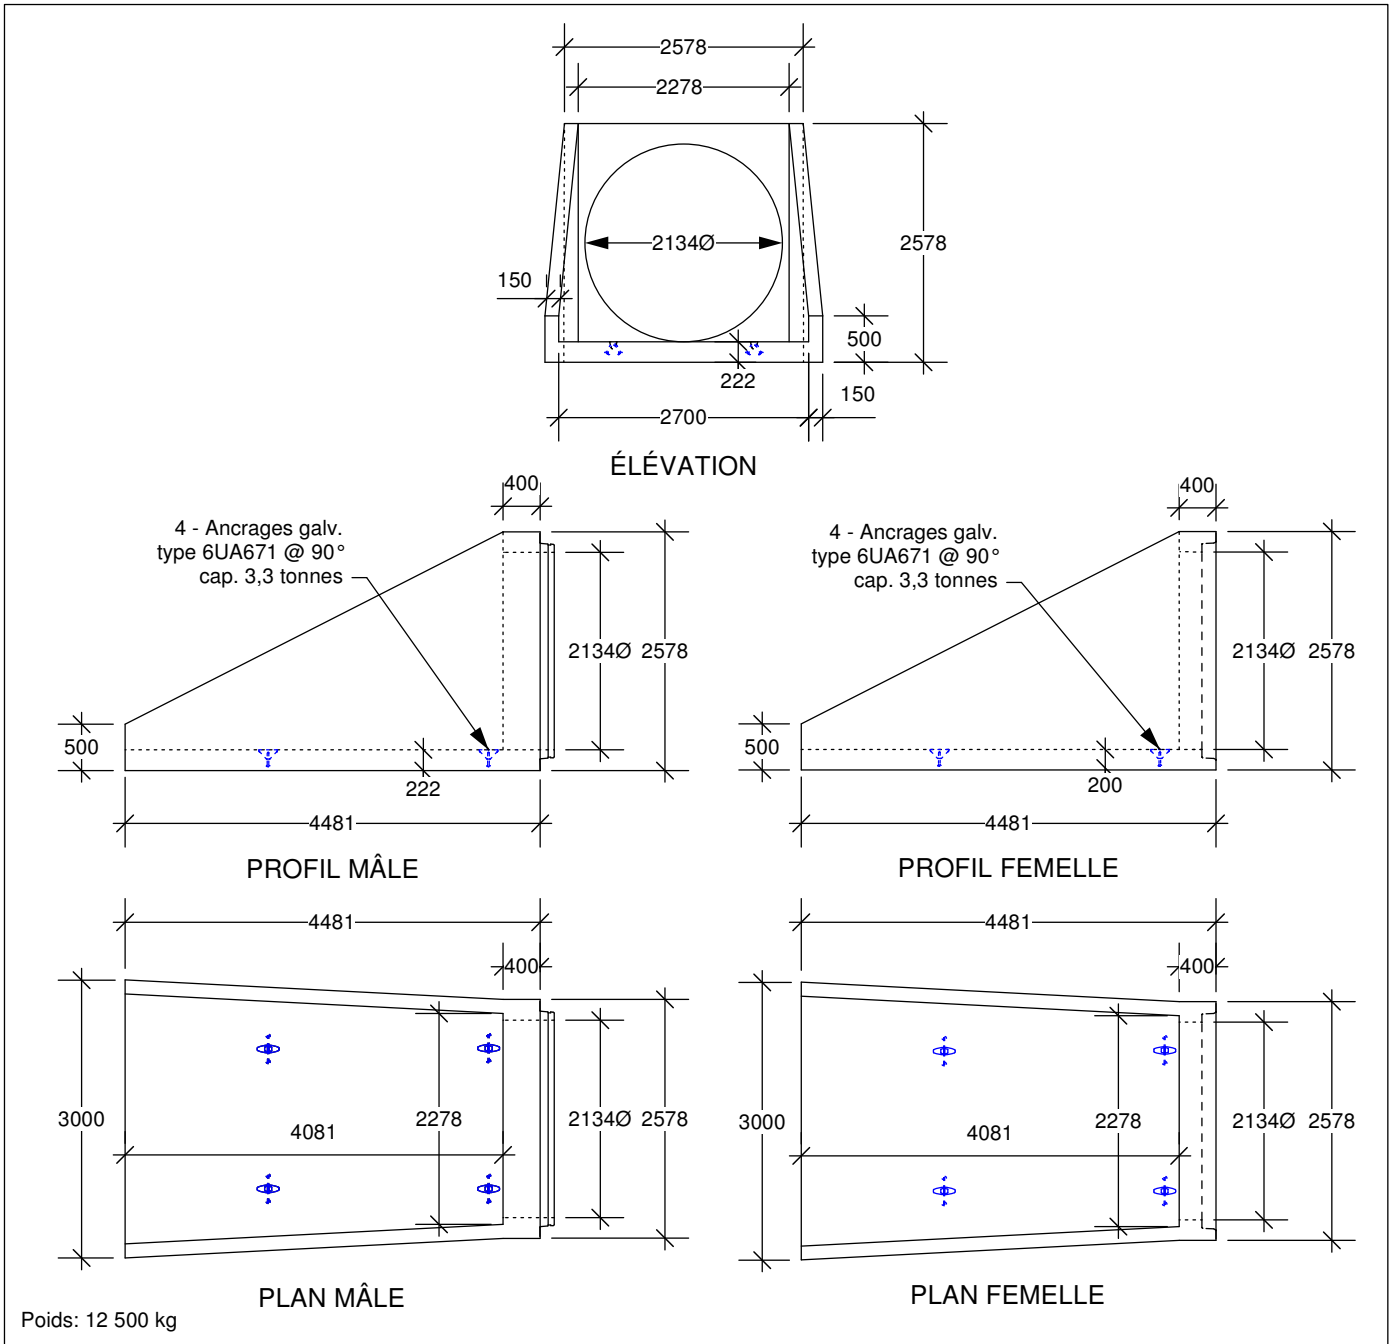 2578
2278
2578
2134Ø
150
500
222
150
2700
ÉLÉVATION
400
4 - Ancrages galv.
type 6UA671 @ 90°
cap. 3,3 tonnes
2134Ø
2578
500
222
4481
PROFIL MÂLE
400
4 - Ancrages galv.
type 6UA671 @ 90°
cap. 3,3 tonnes
2134Ø
2578
500
200
4481
PROFIL FEMELLE
4481
400
3000
2278
4081
2134Ø
2578
PLAN MÂLE
4481
400
3000
2278
4081
2134Ø
2578
PLAN FEMELLE
Poids: 12 500 kg